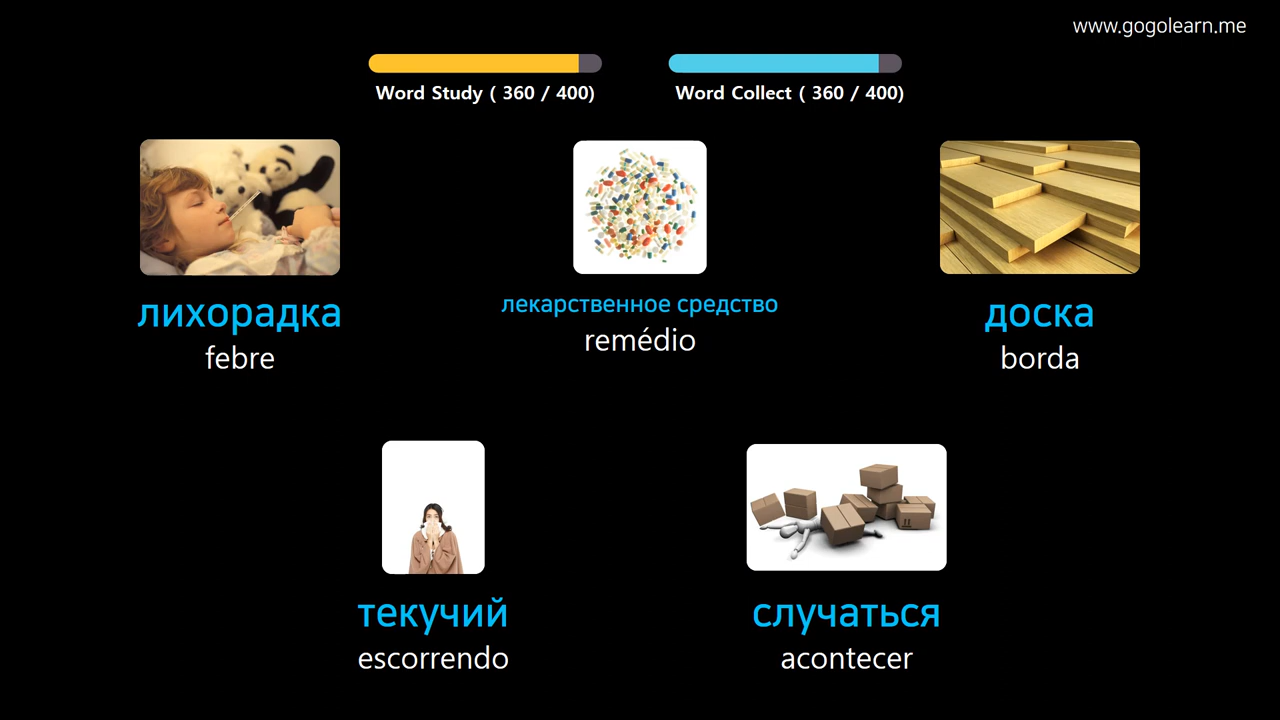 www.gogolearn.me
Word Study ( 360 / 400)
Word Collect ( 360 / 400)
лихорадка
febre
лекарственное средство
remédio
доска
borda
текучий
escorrendo
случаться
acontecer